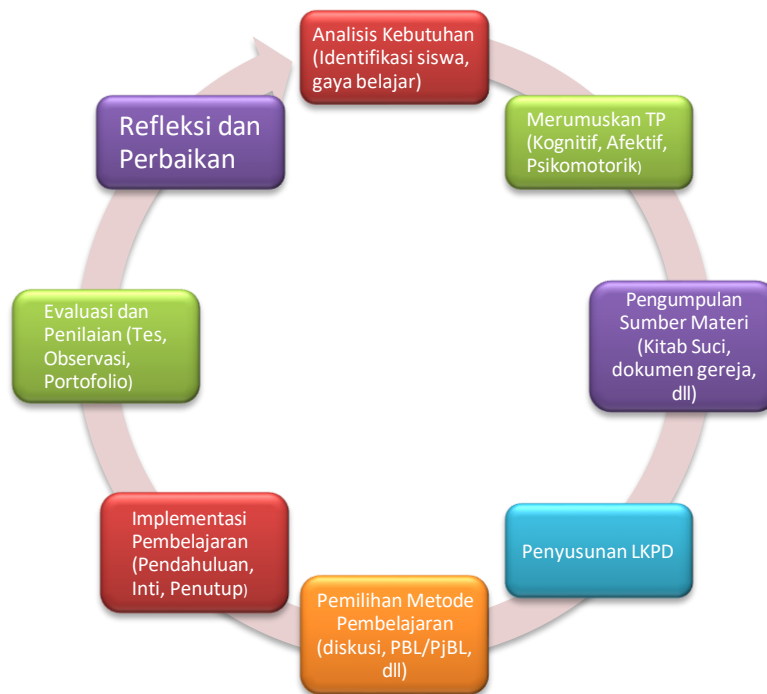 Analisis Kebutuhan
(Identifikasi siswa,
gaya belajar)
Merumuskan TP
(Kognitif, Afektif,
Psikomotorik)
Pengumpulan
Sumber Materi
(Kitab Suci,
dokumen gereja,
dll)
Penyusunan LKPD
Pemilihan Metode
Pembelajaran
(diskusi, PBL/PjBL,
dll)
Implementasi
Pembelajaran
(Pendahuluan,
Inti, Penutup)
Evaluasi dan
Penilaian (Tes,
Observasi,
Portofolio)
Refleksi dan
Perbaikan